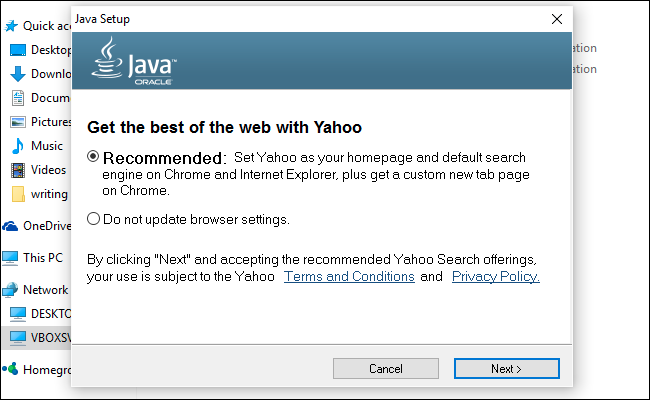 Java Setup
Quick acc
Desktop
Downlo
Docume
Pictures
Music
Videos
writing
OneDrive
This PC
Network
DESKTO
VBOXSV
Homegro
ation
ation
Java™
ORACLE
Get the best of the web with Yahoo
Recommended: Set Yahoo as your homepage and default search
engine on Chrome and Internet Explorer, plus get a custom new tab page
on Chrome.
Do not update browser settings.
By clicking "Next" and accepting the recommended Yahoo Search offerings,
your use is subject to the Yahoo Terms and Conditions and Privacy Policy.
Cancel
Next >